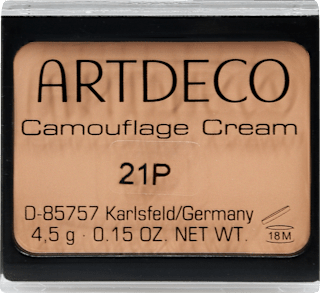 ARTDECO
Camouflage Cream
21P
D-85757 Karlsfeld/Germany
4,5 g · 0.15 OZ. NET WT.
18M